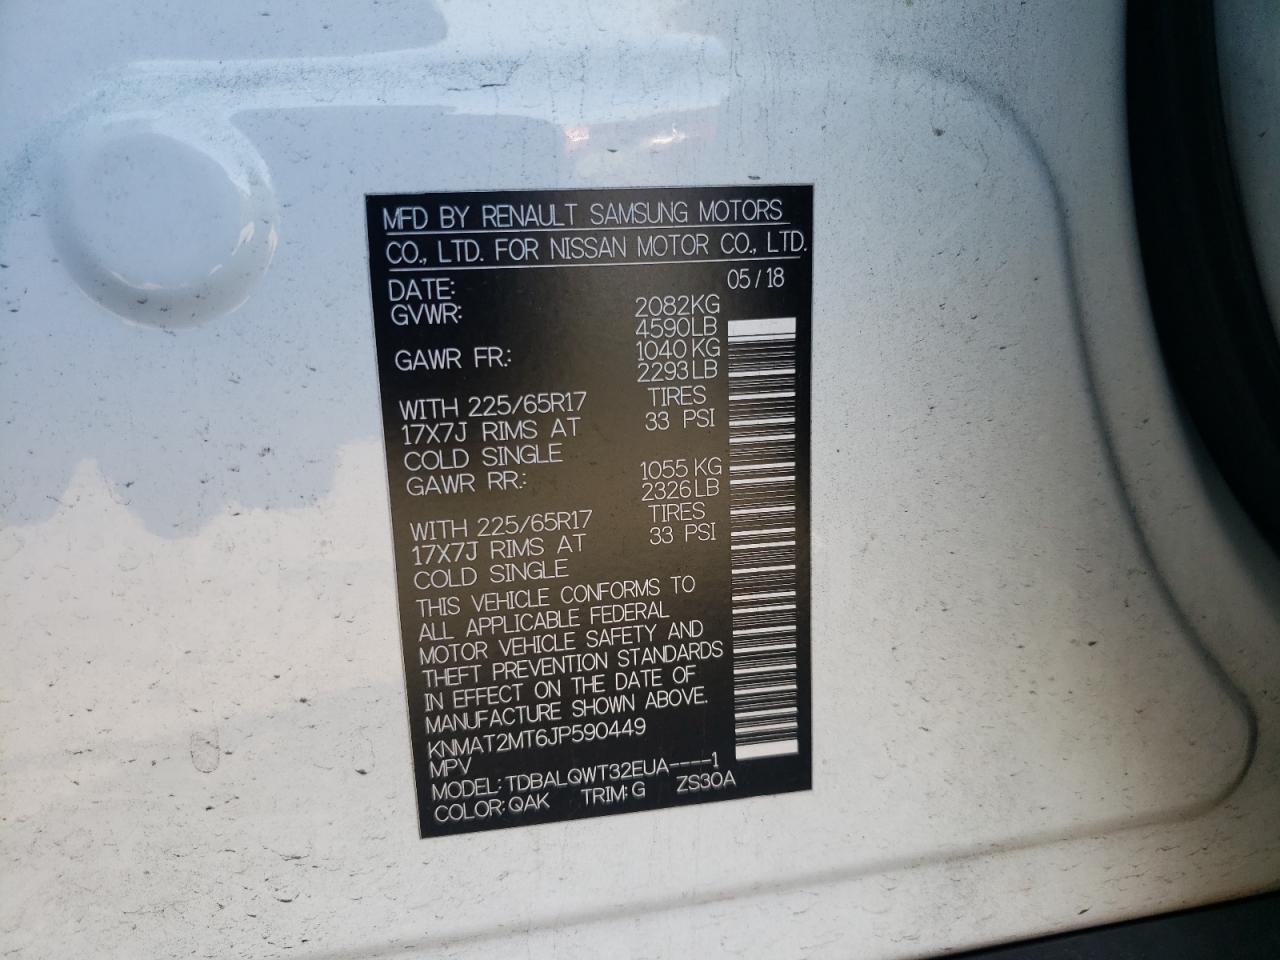 MFD BY RENAULT SAMSUNG MOTORS
CO., LTD. FOR NISSAN MOTOR CO., LTD.
DATE: 05/18
GVWR: 2082KG
4590LB
GAWR FR: 1040KG
2293LB
WITH 225/65R17 TIRES
17X7J RIMS AT 33 PSI
COLD SINGLE
GAWR RR: 1055KG
2326LB
WITH 225/65R17 TIRES
17X7J RIMS AT 33 PSI
COLD SINGLE
THIS VEHICLE CONFORMS TO
ALL APPLICABLE FEDERAL
MOTOR VEHICLE SAFETY AND
THEFT PREVENTION STANDARDS
IN EFFECT ON THE DATE OF
MANUFACTURE SHOWN ABOVE.
KNMAT2MT6JP590449
MPV
MODEL: TDBALQWT32EUA----1
COLOR: QAK TRIM: G ZS30A